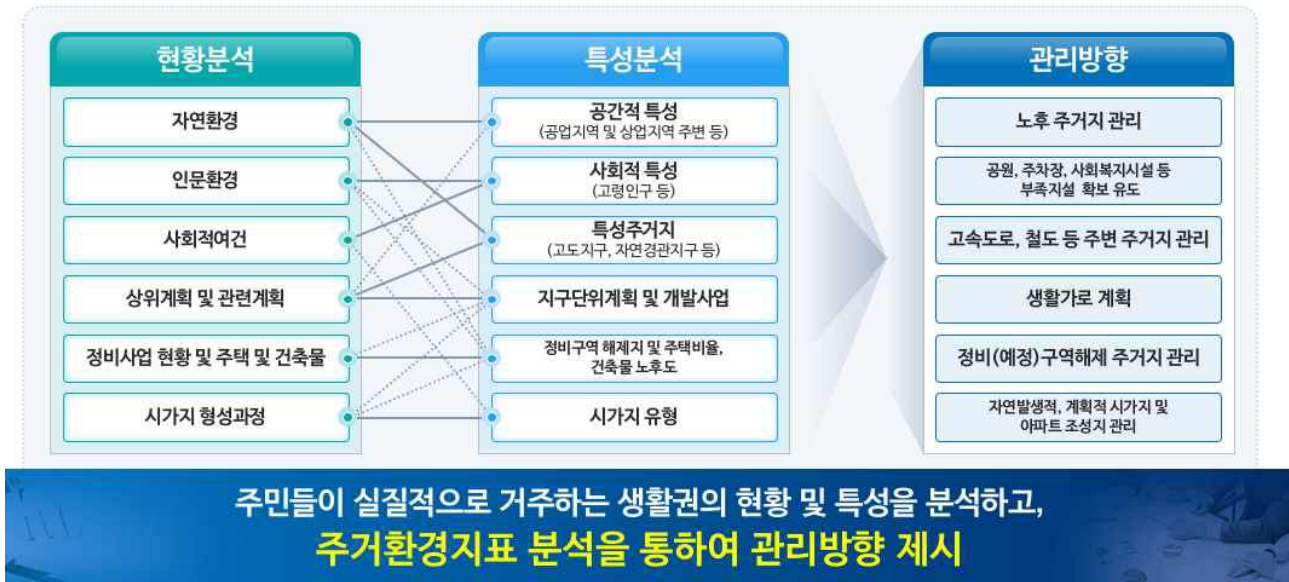 현황분석
자연환경
인문환경
사회적여건
상위계획 및 관련계획
정비사업 현황 및 주택 및 건축물
시가지 형성과정
특성분석
공간적 특성
(공업지역 및 상업지역 주변 등)
사회적 특성
(고령인구 등)
특성주거지
(고도지구, 자연경관지구 등)
지구단위계획 및 개발사업
정비구역 해제지 및 주택비율,
건축물 노후도
시가지 유형
관리방향
노후 주거지 관리
공원, 주차장, 사회복지시설 등
부족지설 확보 유도
고속도로, 철도 등 주변 주거지 관리
생활가로 계획
정비(예정)구역해제 주거지 관리
자연발생적, 계획적 시가지 및
아파트 조성지 관리
주민들이 실질적으로 거주하는 생활권의 현황 및 특성을 분석하고,
주거환경지표 분석을 통하여 관리방향 제시